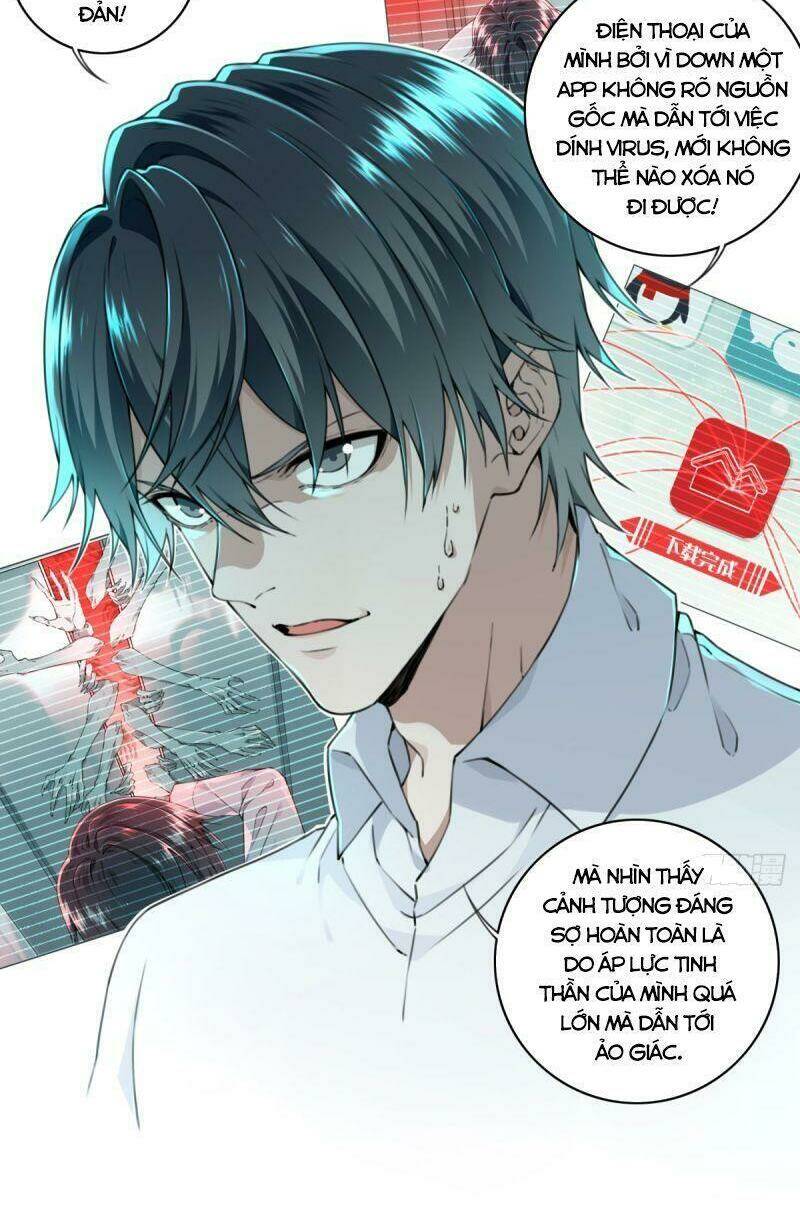 ĐẢN!
ĐIỆN THOẠI CỦA
MÌNH BỞI VÌ DOWN MỘT
APP KHÔNG RÕ NGUỒN
GỐC MÀ DẪN TỚI VIỆC
DÍNH VIRUS, MỚI KHÔNG
THỂ NÀO XÓA NÓ
ĐI ĐƯỢC!
下载完成
MÀ NHÌN THẤY
CẢNH TƯỢNG ĐÁNG
SỢ HOÀN TOÀN LÀ
DO ÁP LỰC TINH
THẦN CỦA MÌNH QUÁ
LỚN MÀ DẪN TỚI
ẢO GIÁC.